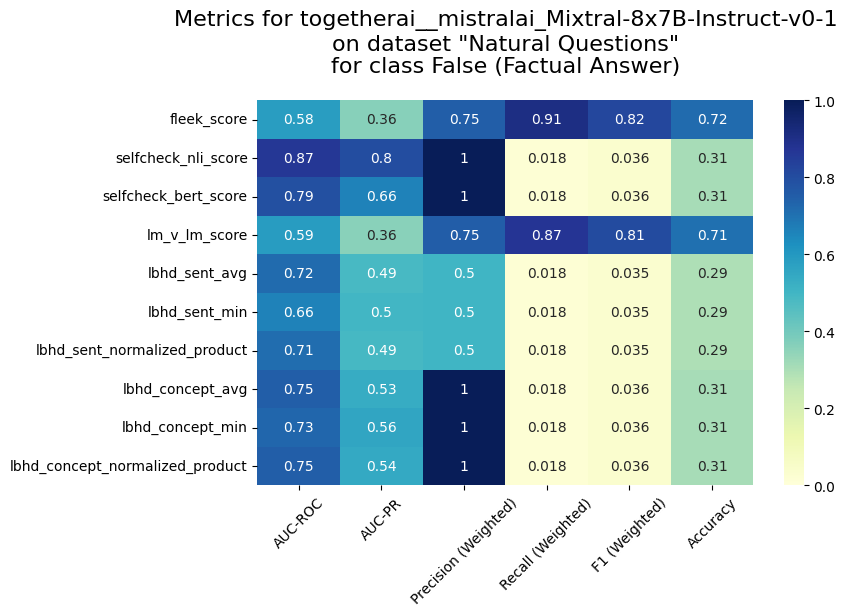 Metrics for togetherai__mistralai_Mixtral-8x7B-Instruct-v0-1
on dataset "Natural Questions"
for class False (Factual Answer)
fleek_score 0.58 0.36 0.75 0.91 0.82 0.72
selfcheck_nli_score 0.87 0.8 1 0.018 0.036 0.31
selfcheck_bert_score 0.79 0.66 1 0.018 0.036 0.31
lm_v_lm_score 0.59 0.36 0.75 0.87 0.81 0.71
lbhd_sent_avg 0.72 0.49 0.5 0.018 0.035 0.29
lbhd_sent_min 0.66 0.5 0.5 0.018 0.035 0.29
lbhd_sent_normalized_product 0.71 0.49 0.5 0.018 0.035 0.29
lbhd_concept_avg 0.75 0.53 1 0.018 0.036 0.31
lbhd_concept_min 0.73 0.56 1 0.018 0.036 0.31
lbhd_concept_normalized_product 0.75 0.54 1 0.018 0.036 0.31
AUC-ROC AUC-PR Precision (Weighted) Recall (Weighted) F1 (Weighted) Accuracy
1.0
0.8
0.6
0.4
0.2
0.0